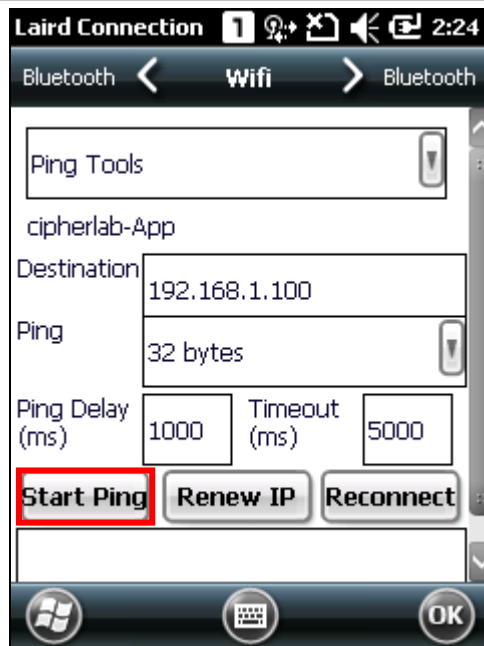 Laird Connection 1 2:24
Bluetooth Wifi Bluetooth
Ping Tools
cipherlab-App
Destination 192.168.1.100
Ping 32 bytes
Ping Delay (ms) 1000 Timeout (ms) 5000
Start Ping Renew IP Reconnect
OK